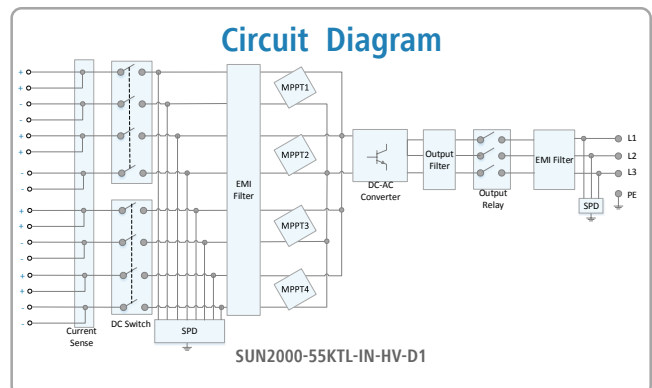 Circuit Diagram
+
+
-
-
+
+
-
-
+
+
-
-
+
+
-
-
Current
Sense
DC Switch
SPD
EMI
Filter
MPPT1
MPPT2
MPPT3
MPPT4
DC-AC
Converter
Output
Filter
Output
Relay
EMI Filter
SPD
L1
L2
L3
PE
SUN2000-55KTL-IN-HV-D1